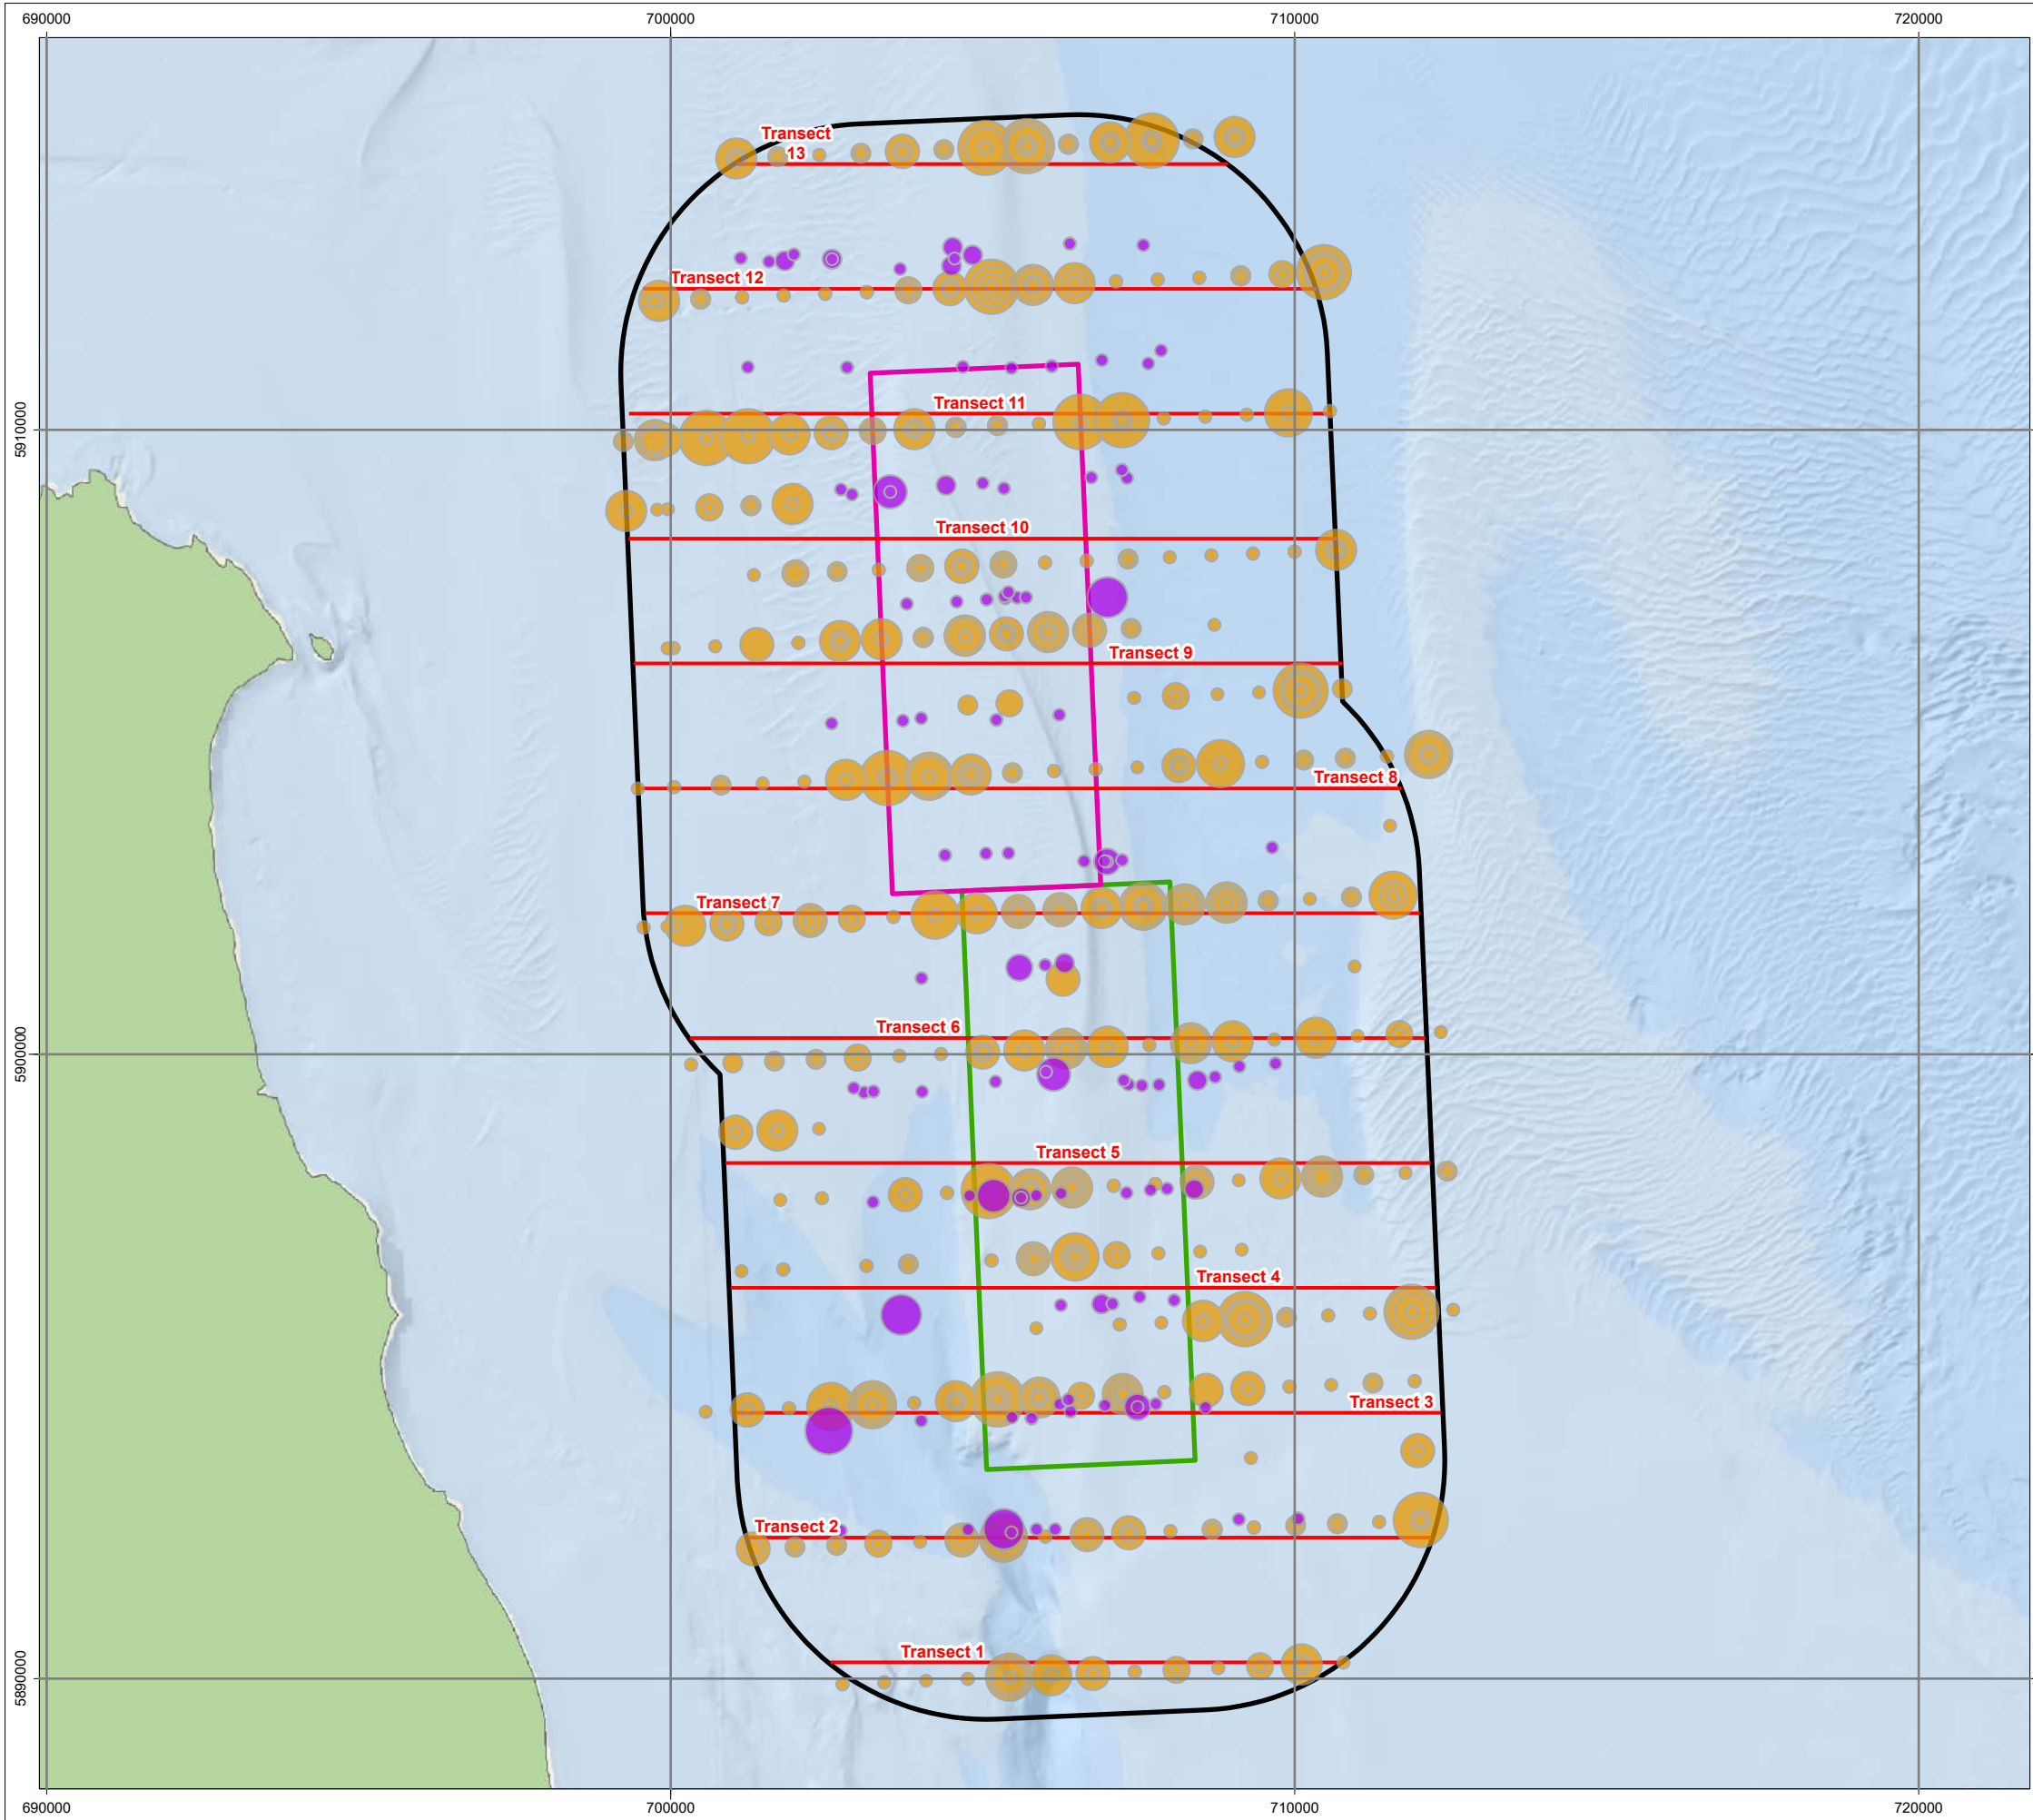 690000 700000 710000 720000
Transect
13
Transect 12
Transect 11
5910000
Transect 10
Transect 9
Transect 8
Transect 7
Transect 6
5900000
Transect 5
Transect 4
Transect 3
Transect 2
Transect 1
5890000
690000 700000 710000 720000